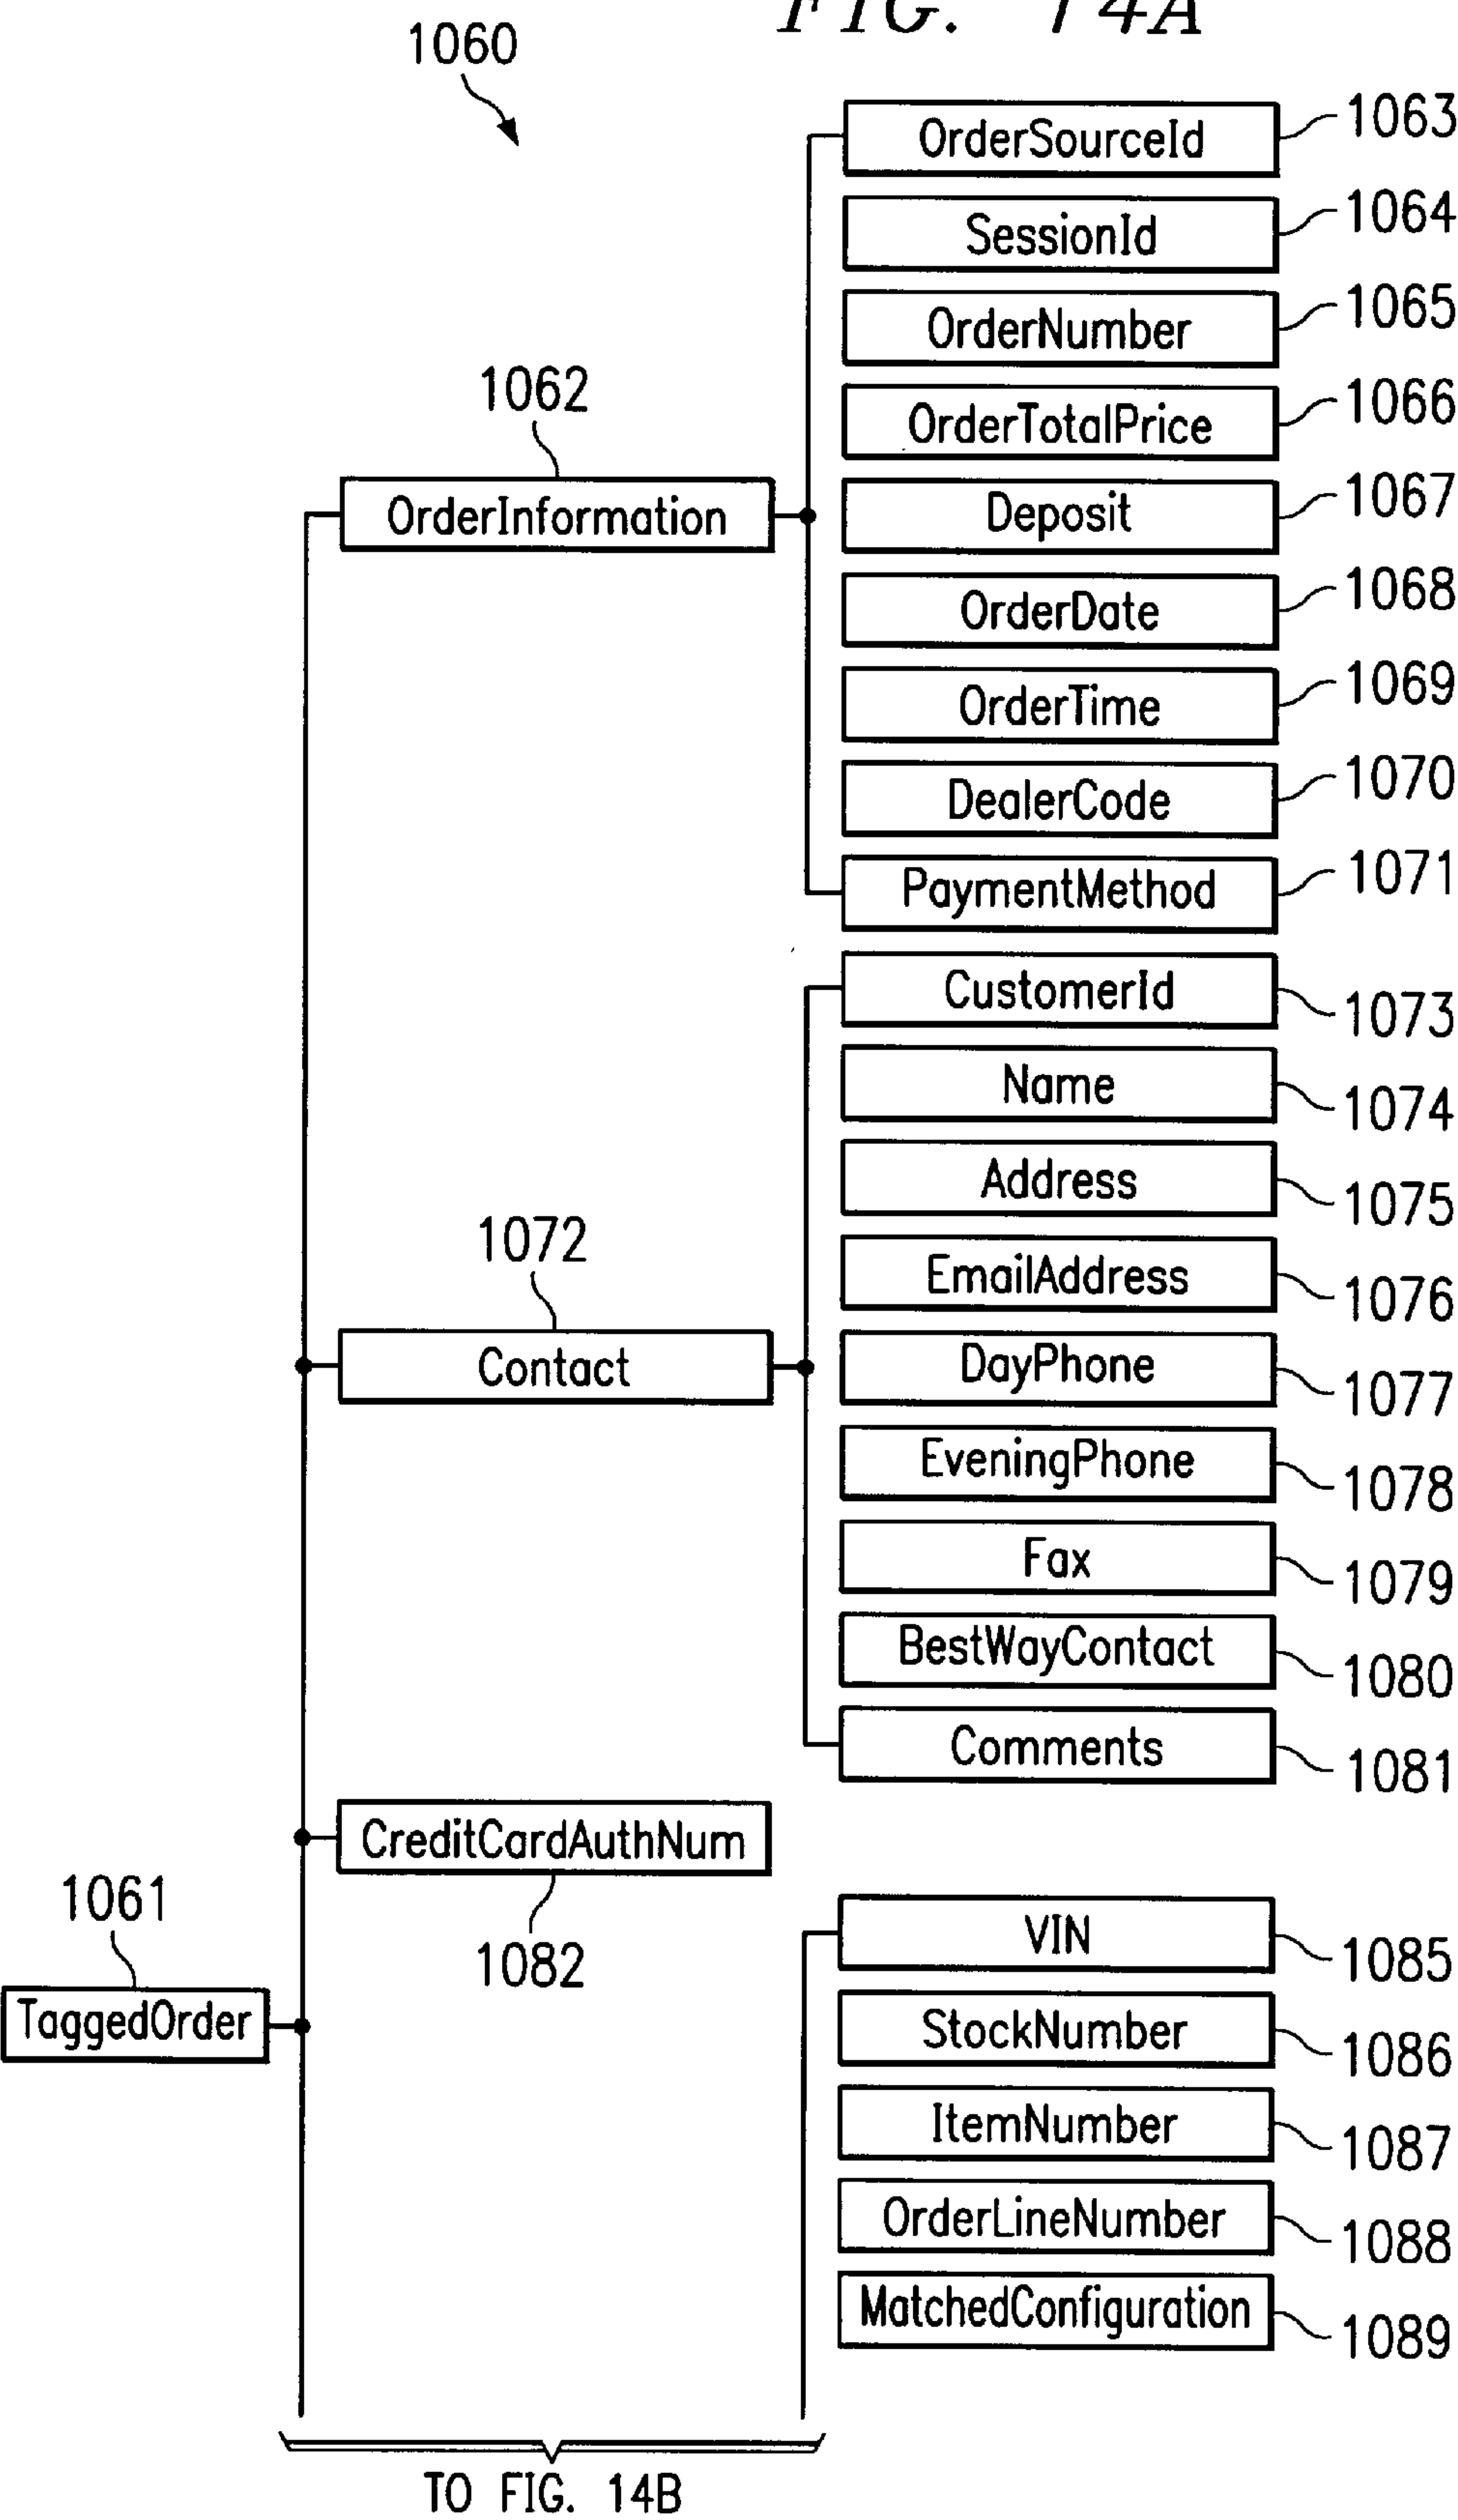 FIG. 14A
1060
OrderSourceId 1063
SessionId 1064
OrderNumber 1065
1062
OrderTotalPrice 1066
OrderInformation
Deposit 1067
OrderDate 1068
OrderTime 1069
DealerCode 1070
PaymentMethod 1071
CustomerId 1073
Name 1074
Address 1075
1072
EmailAddress 1076
Contact
DayPhone 1077
EveningPhone 1078
Fax 1079
BestWayContact 1080
Comments 1081
CreditCardAuthNum
1061
1082
VIN 1085
TaggedOrder
StockNumber 1086
ItemNumber 1087
OrderLineNumber 1088
MatchedConfiguration 1089
TO FIG. 14B